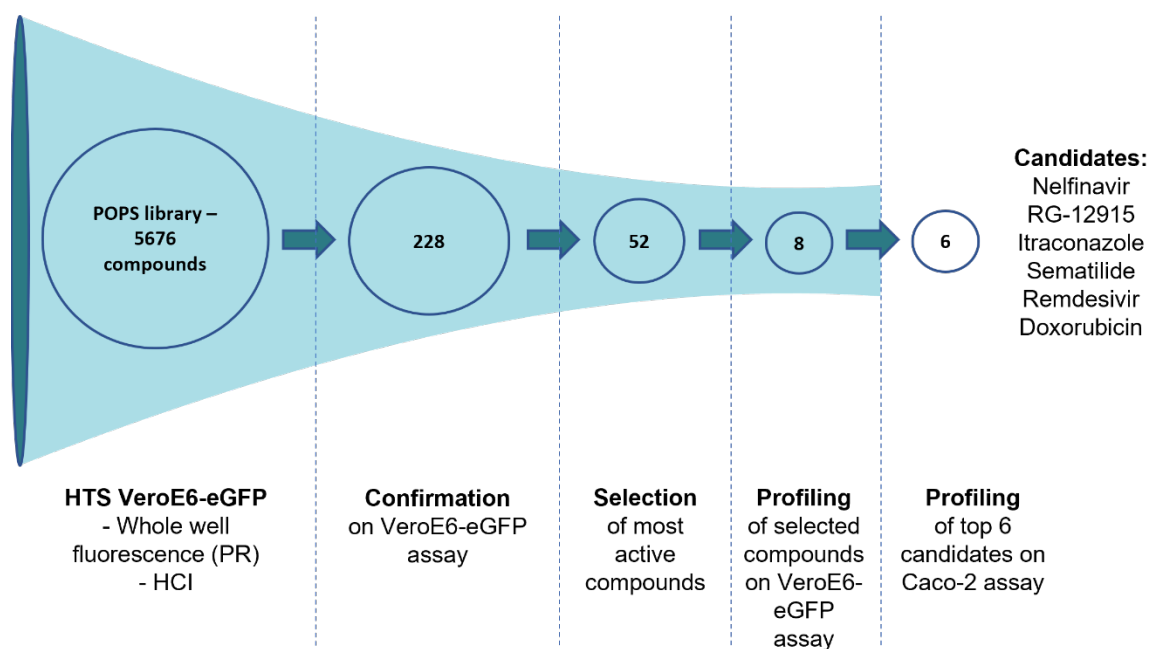 POPS library –
5676
compounds
228
52
8
6
Candidates:
Nelfinavir
RG-12915
Itraconazole
Sematilide
Remdesivir
Doxorubicin
HTS VeroE6-eGFP
- Whole well
fluorescence (PR)
- HCI
Confirmation
on VeroE6-eGFP
assay
Selection
of most
active
compounds
Profiling
of selected
compounds
on VeroE6-
eGFP
assay
Profiling
of top 6
candidates on
Caco-2 assay